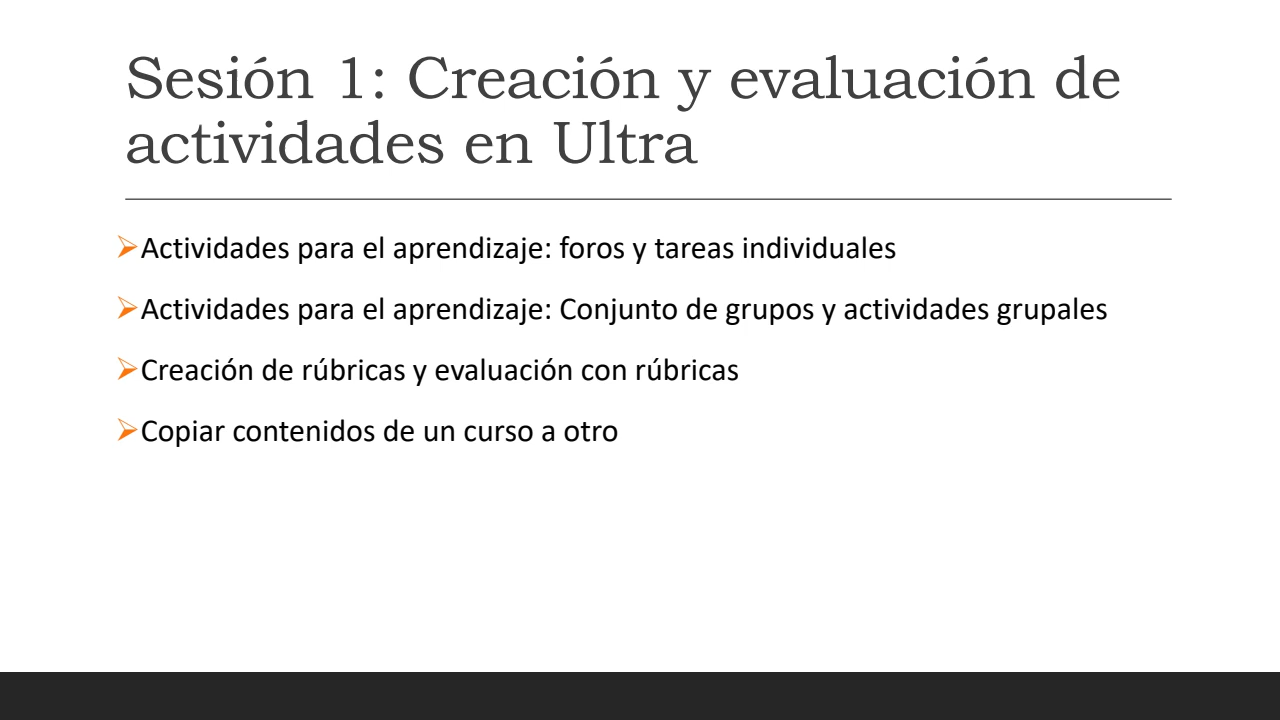 Sesión 1: Creación y evaluación de
actividades en Ultra
Actividades para el aprendizaje: foros y tareas individuales
Actividades para el aprendizaje: Conjunto de grupos y actividades grupales
Creación de rúbricas y evaluación con rúbricas
Copiar contenidos de un curso a otro